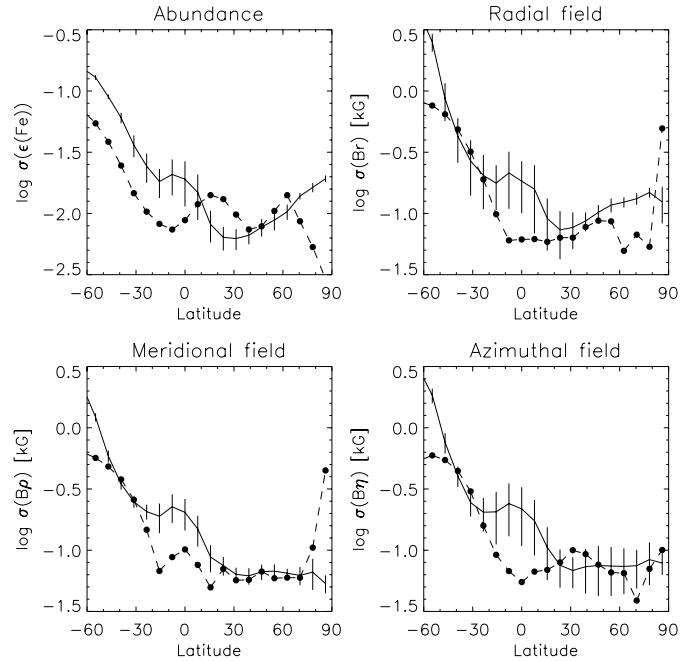 Abundance
Radial field
log σ(ϵ(Fe))
−0.5
−1.0
−1.5
−2.0
−2.5
−60 −30 0 30 60 90
Latitude
log σ(Br) [kG]
0.5
0.0
−0.5
−1.0
−1.5
−60 −30 0 30 60 90
Latitude
Meridional field
Azimuthal field
log σ(Bρ) [kG]
0.5
0.0
−0.5
−1.0
−1.5
−60 −30 0 30 60 90
Latitude
log σ(Bη) [kG]
0.5
0.0
−0.5
−1.0
−1.5
−60 −30 0 30 60 90
Latitude